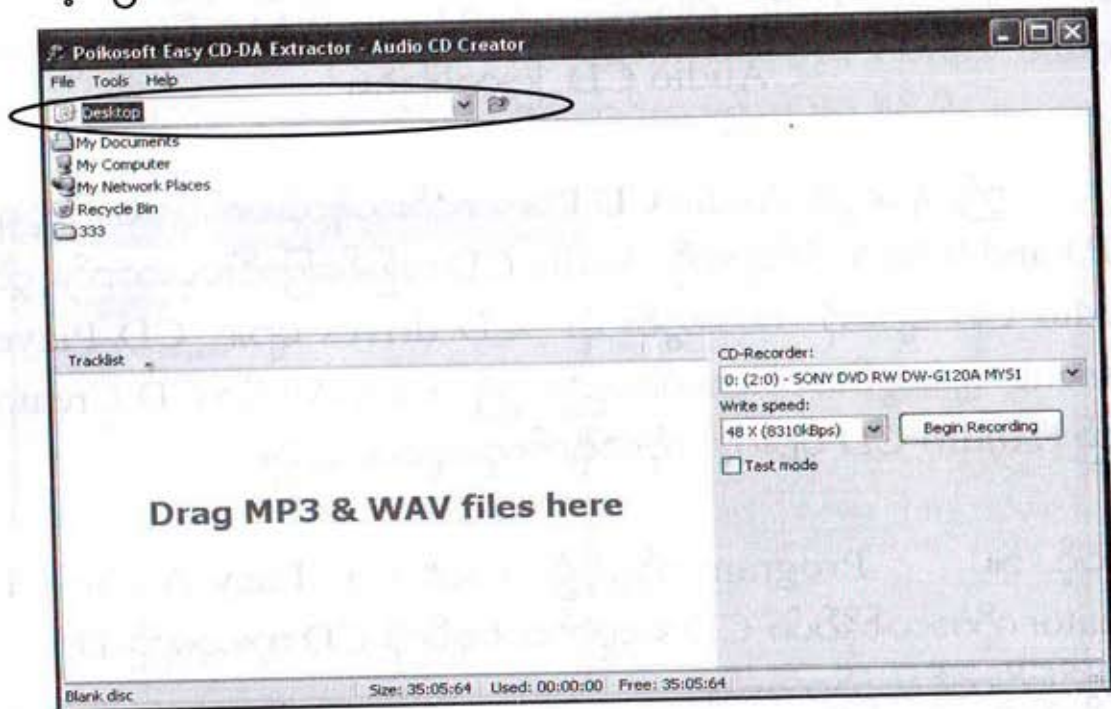 Poikosoft Easy CD-DA Extractor - Audio CD Creator
File Tools Help
Desktop
My Documents
My Computer
My Network Places
Recycle Bin
333
Tracklist
CD-Recorder:
0: (2:0) - SONY DVD RW DW-G120A MYS1
Write speed:
48 X (8310kBps)
Begin Recording
Tast mode
Drag MP3 & WAV files here
Blank disc
Size: 35:05:64 Used: 00:00:00 Free: 35:05:64